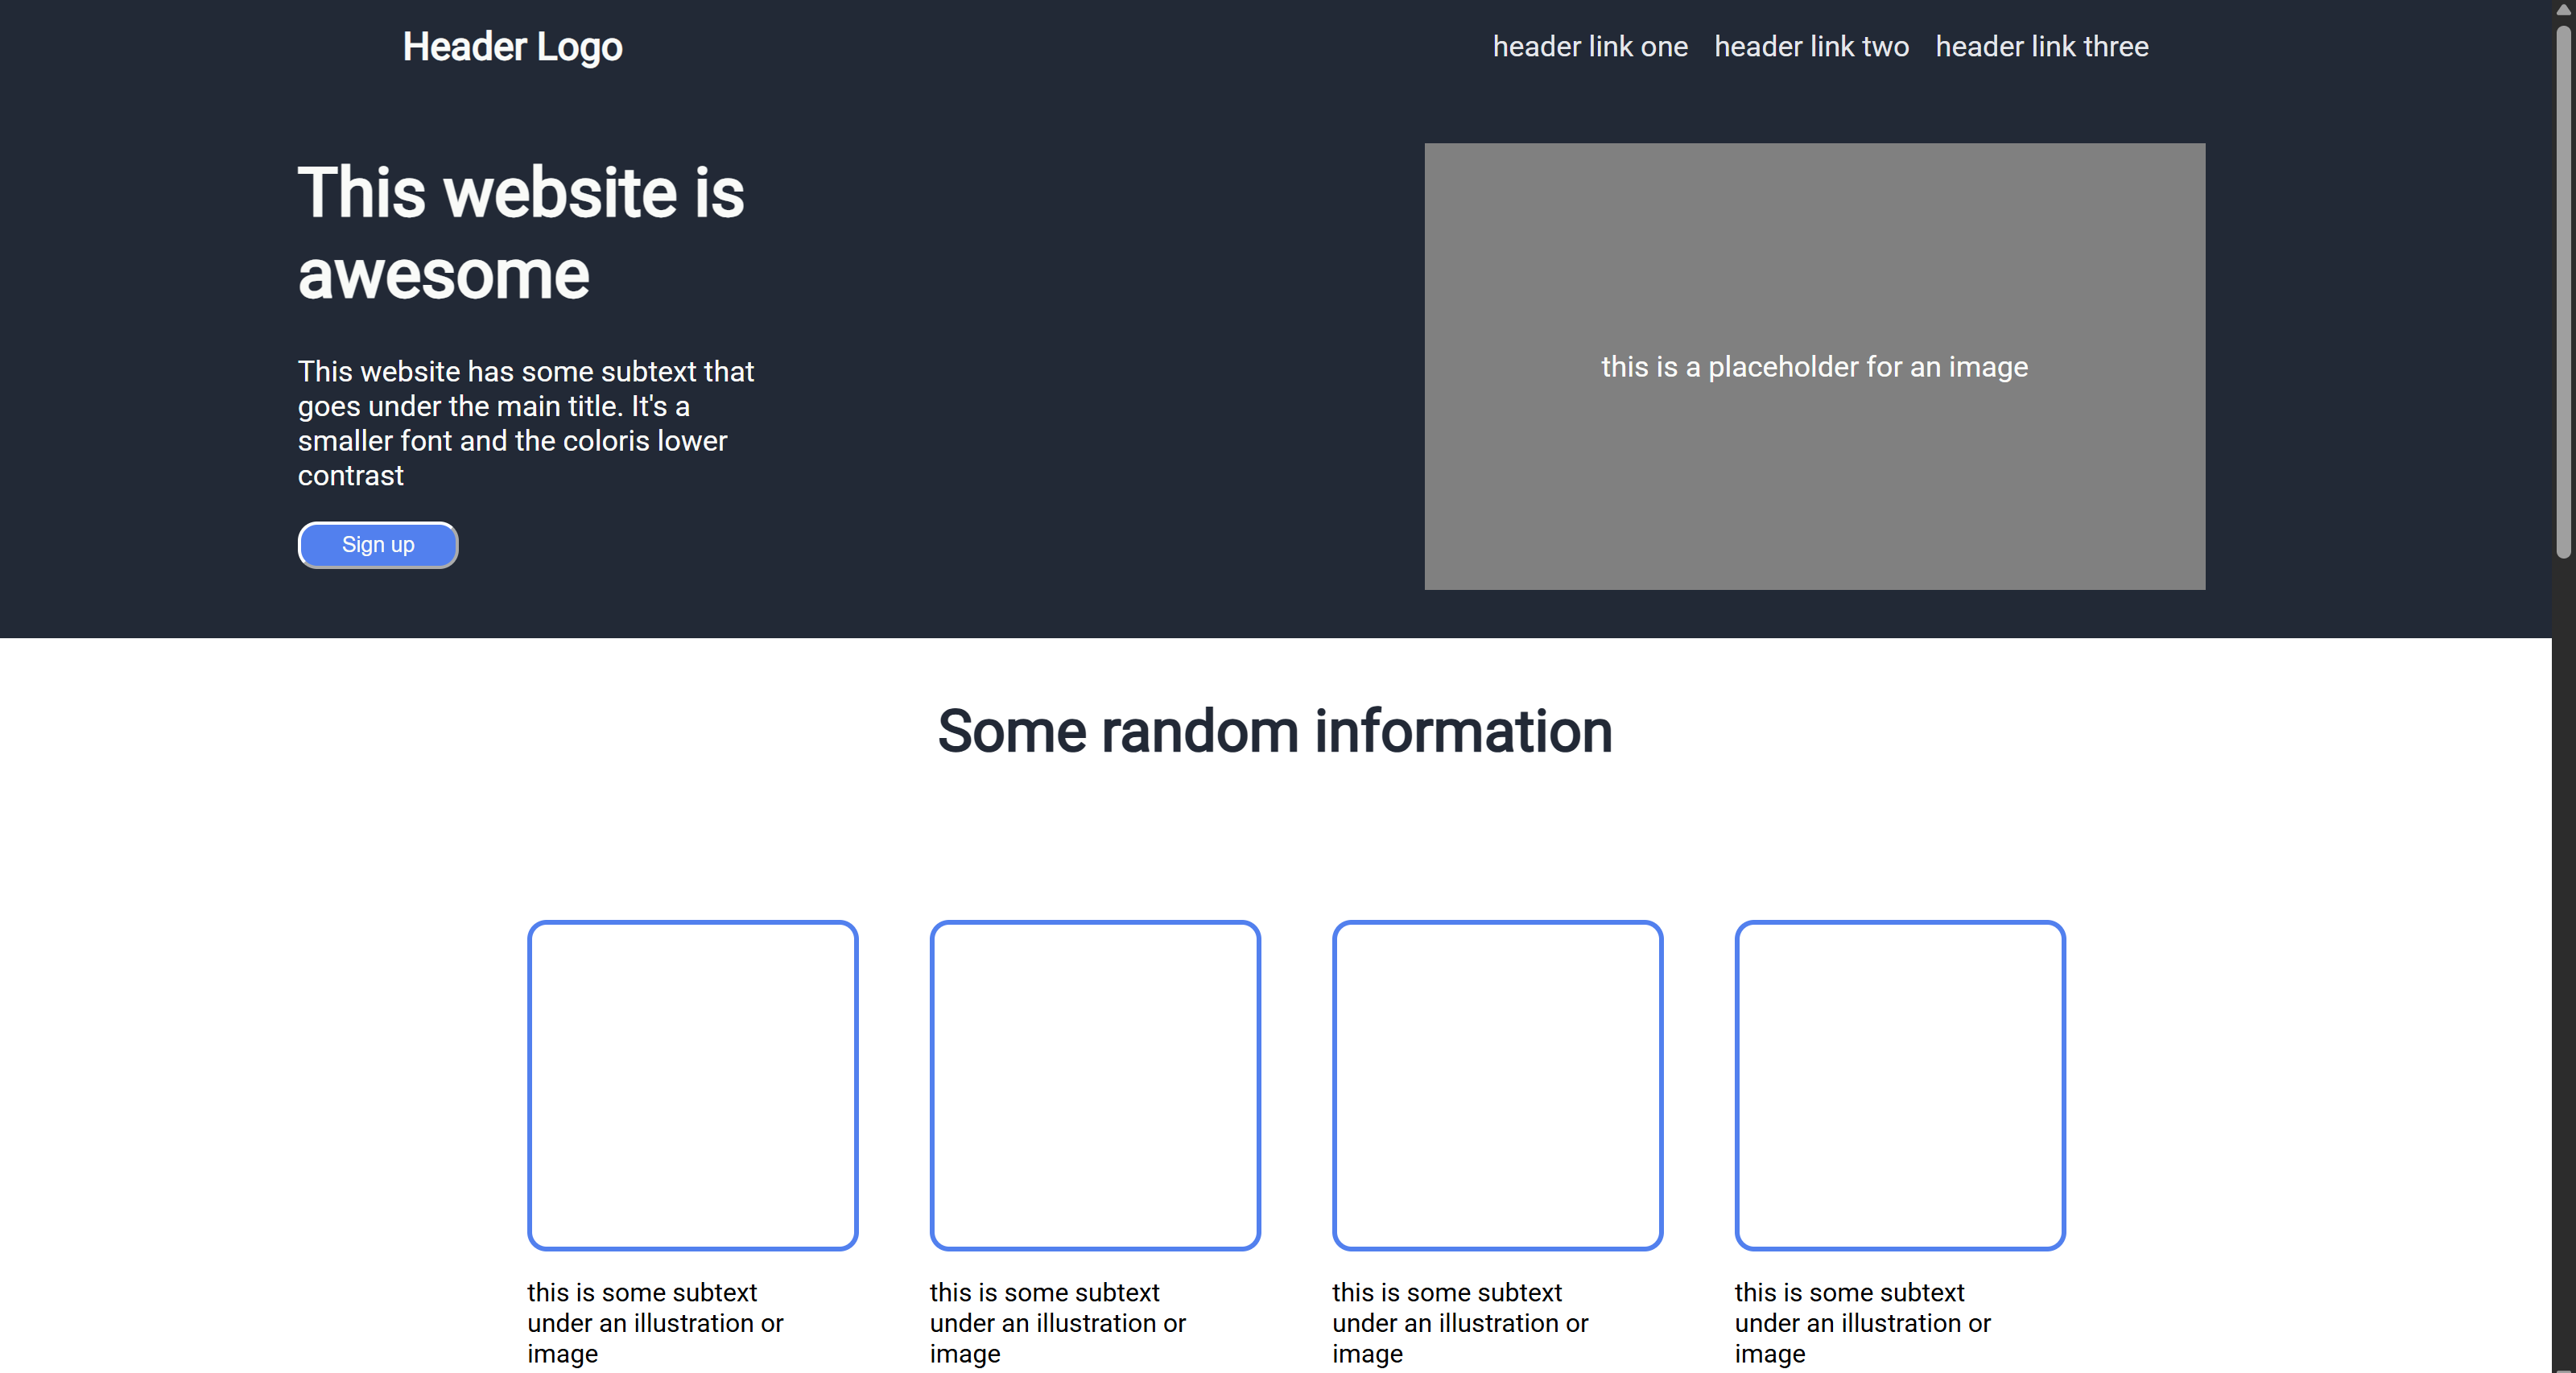 Header Logo
header link one header link two header link three
This website is
awesome
This website has some subtext that
goes under the main title. It's a
smaller font and the coloris lower
contrast
Sign up
this is a placeholder for an image
Some random information
this is some subtext
under an illustration or
image
this is some subtext
under an illustration or
image
this is some subtext
under an illustration or
image
this is some subtext
under an illustration or
image